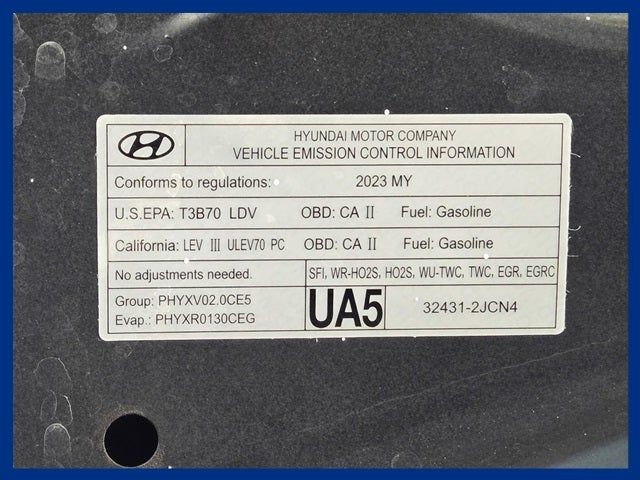 HYUNDAI MOTOR COMPANY
VEHICLE EMISSION CONTROL INFORMATION
Conforms to regulations: 2023 MY
U.S.EPA: T3B70 LDV OBD: CA II Fuel: Gasoline
California: LEV III ULEV70 PC OBD: CA II Fuel: Gasoline
No adjustments needed. SFI, WR-HO2S, HO2S, WU-TWC, TWC, EGR, EGRC
Group: PHYXV02.0CE5
Evap.: PHYXR0130CEG
UA5
32431-2JCN4